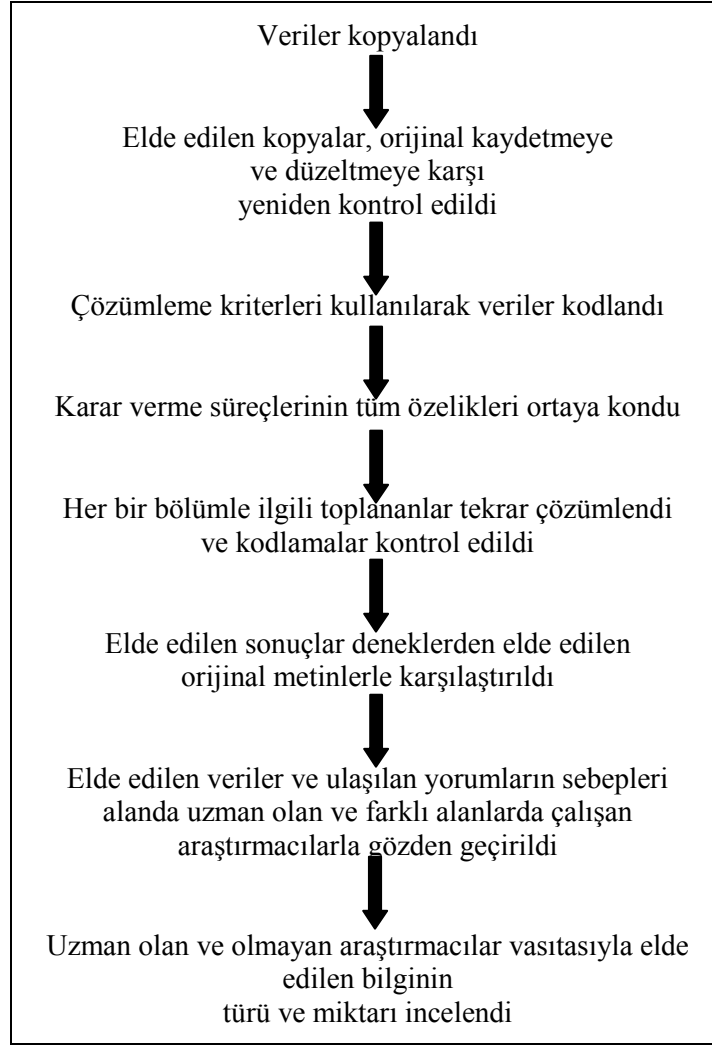 Veriler kopyalandı
Elde edilen kopyalar, orijinal kaydetmeye
ve düzeltmeye karşı
yeniden kontrol edildi
Çözümleme kriterleri kullanılarak veriler kodlandı
Karar verme süreçlerinin tüm özelikleri ortaya kondu
Her bir bölümle ilgili toplananlar tekrar çözümlendi
ve kodlamalar kontrol edildi
Elde edilen sonuçlar deneklerden elde edilen
orijinal metinlerle karşılaştırıldı
Elde edilen veriler ve ulaşılan yorumların sebepleri
alanda uzman olan ve farklı alanlarda çalışan
araştırmacılarla gözden geçirildi
Uzman olan ve olmayan araştırmacılar vasıtasıyla elde
edilen bilginin
türü ve miktarı incelendi